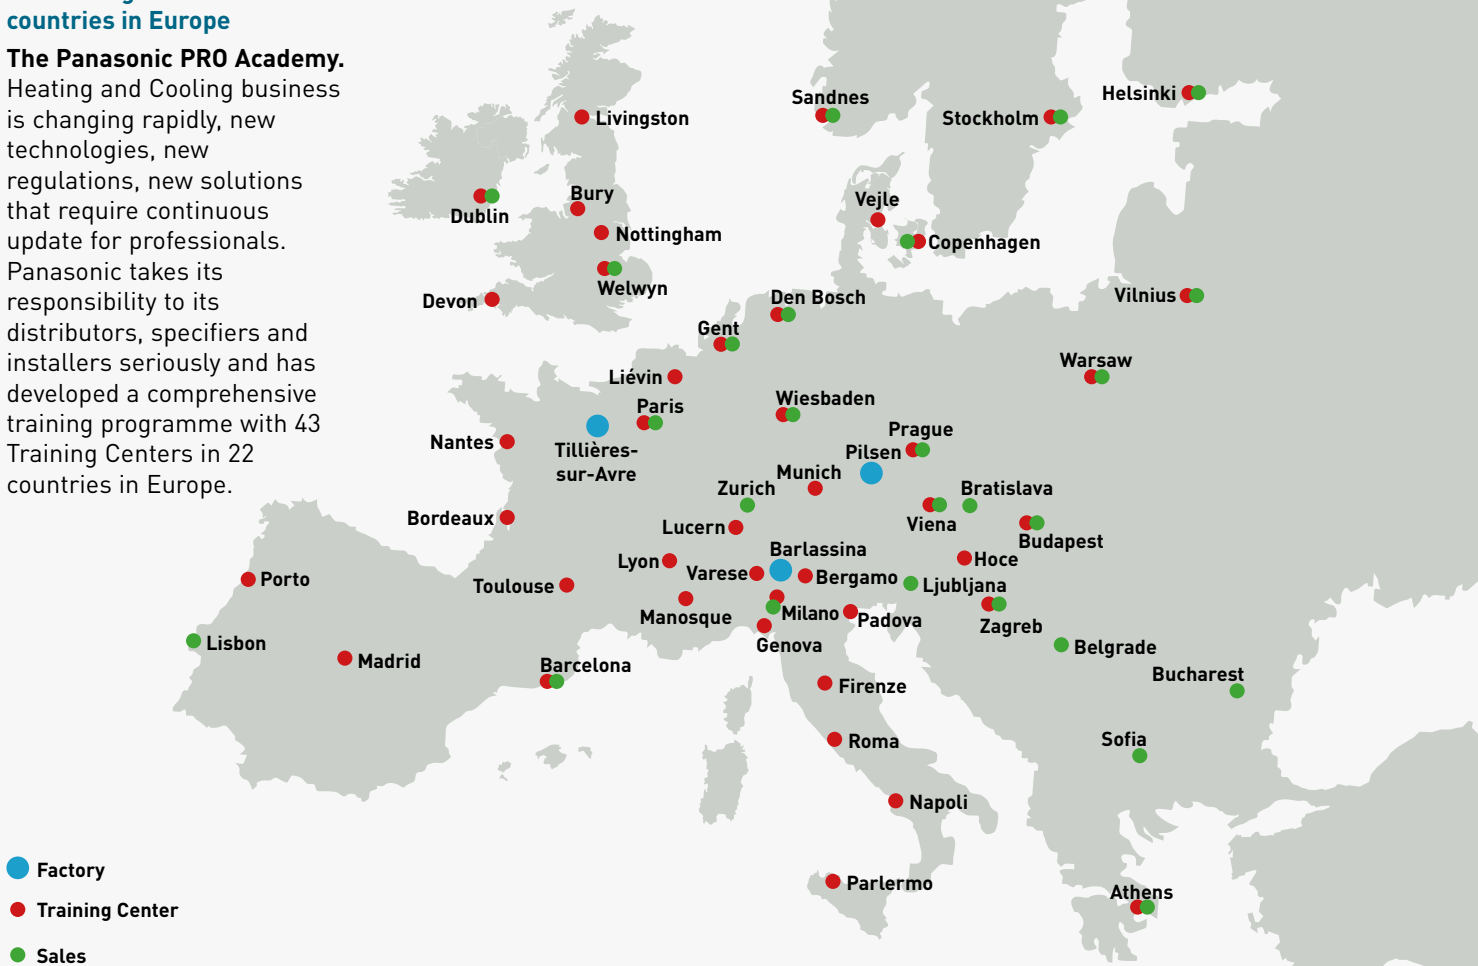 countries in Europe
The Panasonic PRO Academy.
Heating and Cooling business
is changing rapidly, new
technologies, new
regulations, new solutions
that require continuous
update for professionals.
Panasonic takes its
responsibility to its
distributors, specifiers and
installers seriously and has
developed a comprehensive
training programme with 43
Training Centers in 22
countries in Europe.
Livingston
Sandnes
Stockholm
Helsinki
Dublin
Bury
Nottingham
Welwyn
Devon
Vejle
Copenhagen
Den Bosch
Vilnius
Gent
Liévin
Warsaw
Paris
Wiesbaden
Nantes
Tillières-
sur-Avre
Prague
Pilsen
Munich
Zurich
Bratislava
Bordeaux
Lucern
Viena
Budapest
Barlassina
Lyon
Varese
Bergamo
Hoce
Porto
Toulouse
Ljubljana
Manosque
Milano
Padova
Zagreb
Genova
Lisbon
Madrid
Barcelona
Belgrade
Bucharest
Firenze
Roma
Sofia
Napoli
Parlermo
Athens
Factory
Training Center
Sales